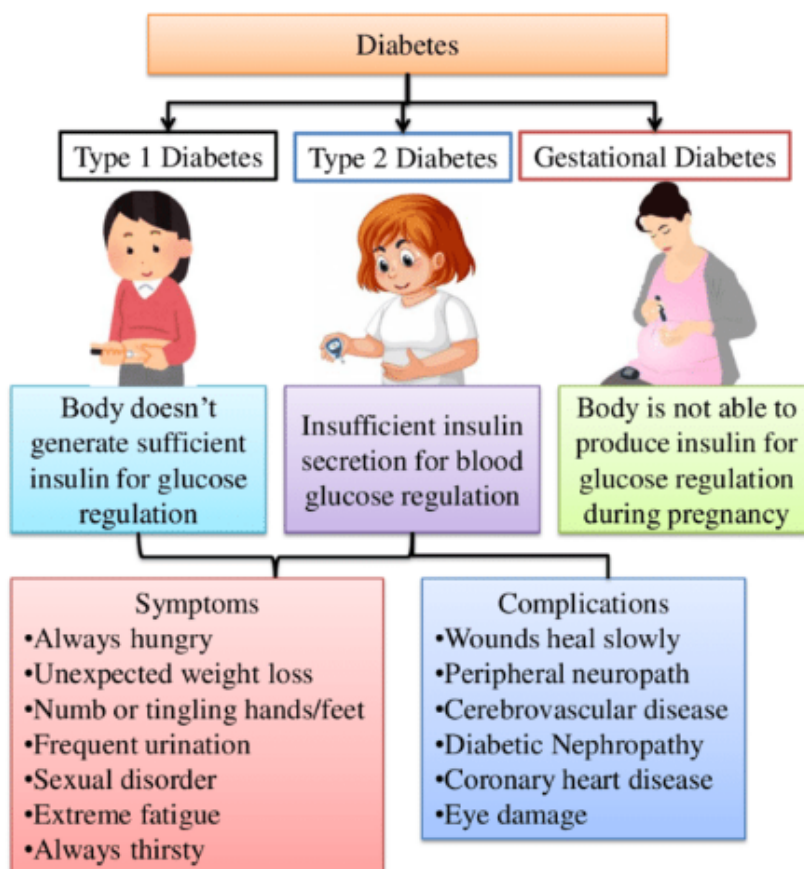 Diabetes
Type 1 Diabetes
Type 2 Diabetes
Gestational Diabetes
Body doesn't
generate sufficient
insulin for glucose
regulation
Insufficient insulin
secretion for blood
glucose regulation
Body is not able to
produce insulin for
glucose regulation
during pregnancy
Symptoms
•Always hungry
•Unexpected weight loss
•Numb or tingling hands/feet
•Frequent urination
•Sexual disorder
•Extreme fatigue
•Always thirsty
Complications
•Wounds heal slowly
•Peripheral neuropath
•Cerebrovascular disease
•Diabetic Nephropathy
•Coronary heart disease
•Eye damage